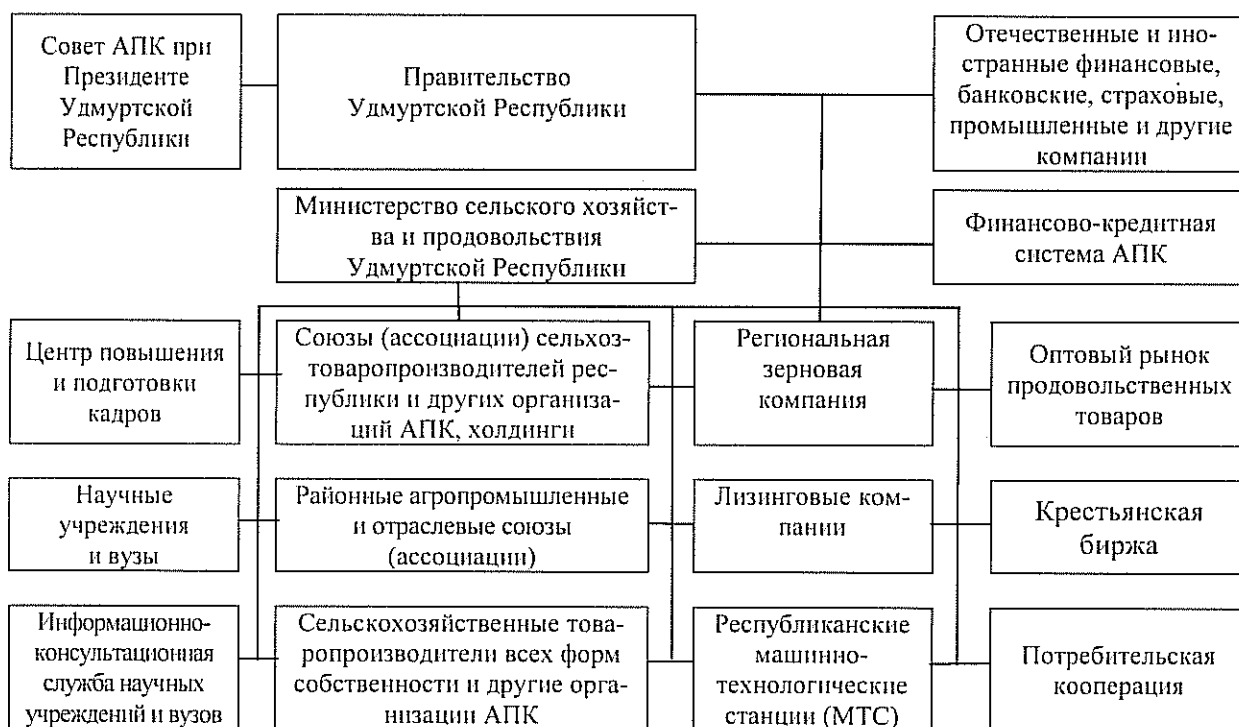 Совет АПК при
Президенте
Удмуртской
Республики
Правительство
Удмуртской Республики
Отечественные и ино-
странные финансовые,
банковские, страховые,
промышленные и другие
компании
Министерство сельского хозяйст-
ва и продовольствия
Удмуртской Республики
Финансово-кредитная
система АПК
Центр повышения
и подготовки
кадров
Союзы (ассоциации) сельхоз-
товаропроизводителей рес-
публики и других организа-
ций АПК, холдинги
Региональная
зерновая
компания
Оптовый рынок
продовольственных
товаров
Научные
учреждения
и вузы
Районные агропромышленные
и отраслевые союзы
(ассоциации)
Лизинговые ком-
пании
Крестьянская
биржа
Информационно-
консультационная
служба научных
учреждений и вузов
Сельскохозяйственные това-
ропроизводители всех форм
собственности и другие орга-
низации АПК
Республиканские
машинно-
технологические
станции (МТС)
Потребительская
кооперация